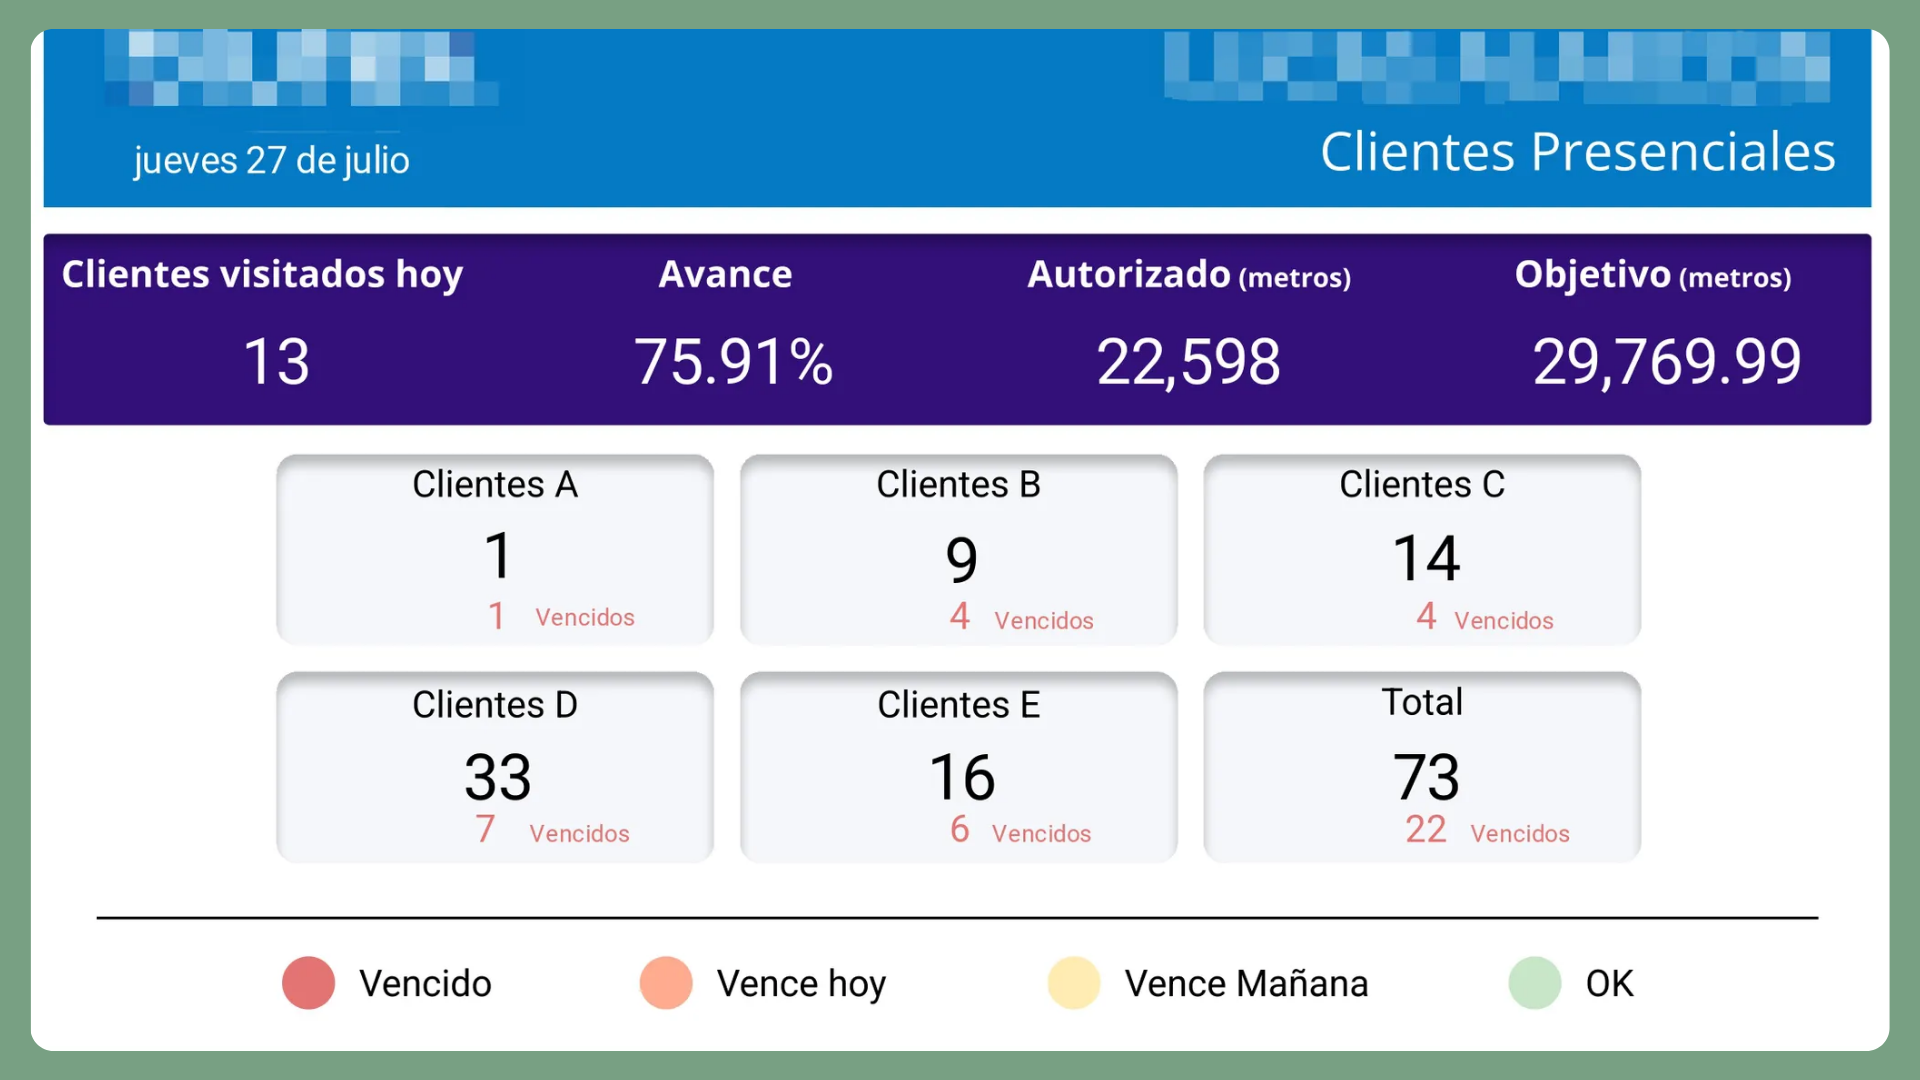 jueves 27 de julio
Clientes Presenciales
Clientes visitados hoy
Avance
Autorizado (metros)
Objetivo (metros)
13
75.91%
22,598
29,769.99
Clientes A
1
1 Vencidos
Clientes B
9
4 Vencidos
Clientes C
14
4 Vencidos
Clientes D
33
7 Vencidos
Clientes E
16
6 Vencidos
Total
73
22 Vencidos
Vencido
Vence hoy
Vence Mañana
OK